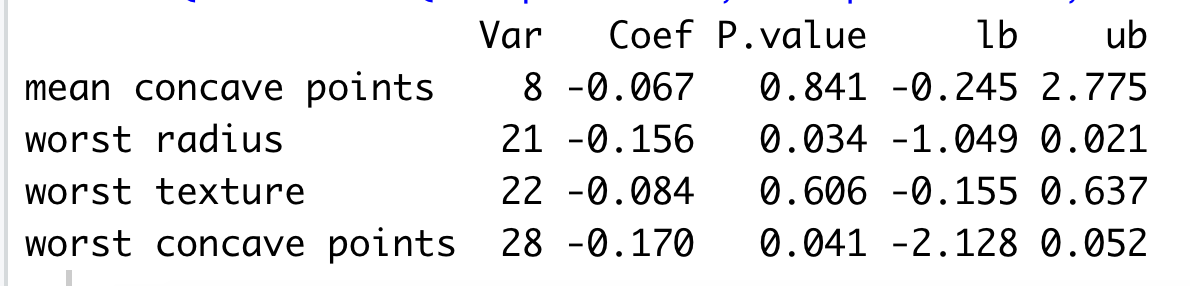 Var Coef P.value lb ub
mean concave points 8 -0.067 0.841 -0.245 2.775
worst radius 21 -0.156 0.034 -1.049 0.021
worst texture 22 -0.084 0.606 -0.155 0.637
worst concave points 28 -0.170 0.041 -2.128 0.052